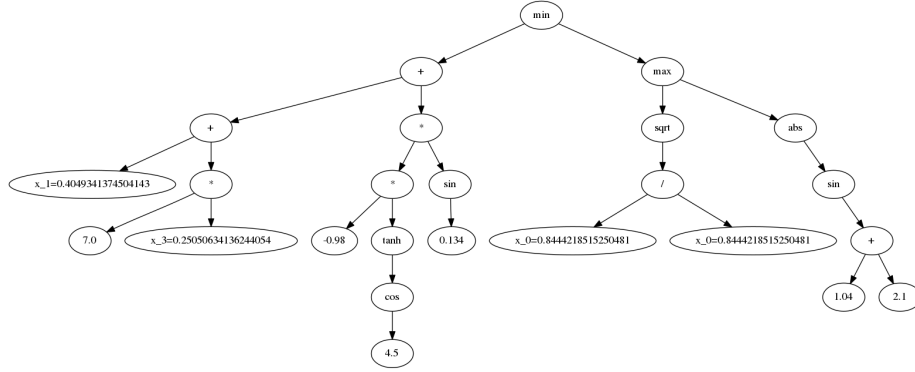 min
+ max
+ * sqrt abs
x_1=0.4049341374504143 * * sin / sin
7.0 x_3=0.25050634136244054 -0.98 tanh 0.134 x_0=0.8444218515250481 x_0=0.8444218515250481 +
cos 1.04 2.1
4.5